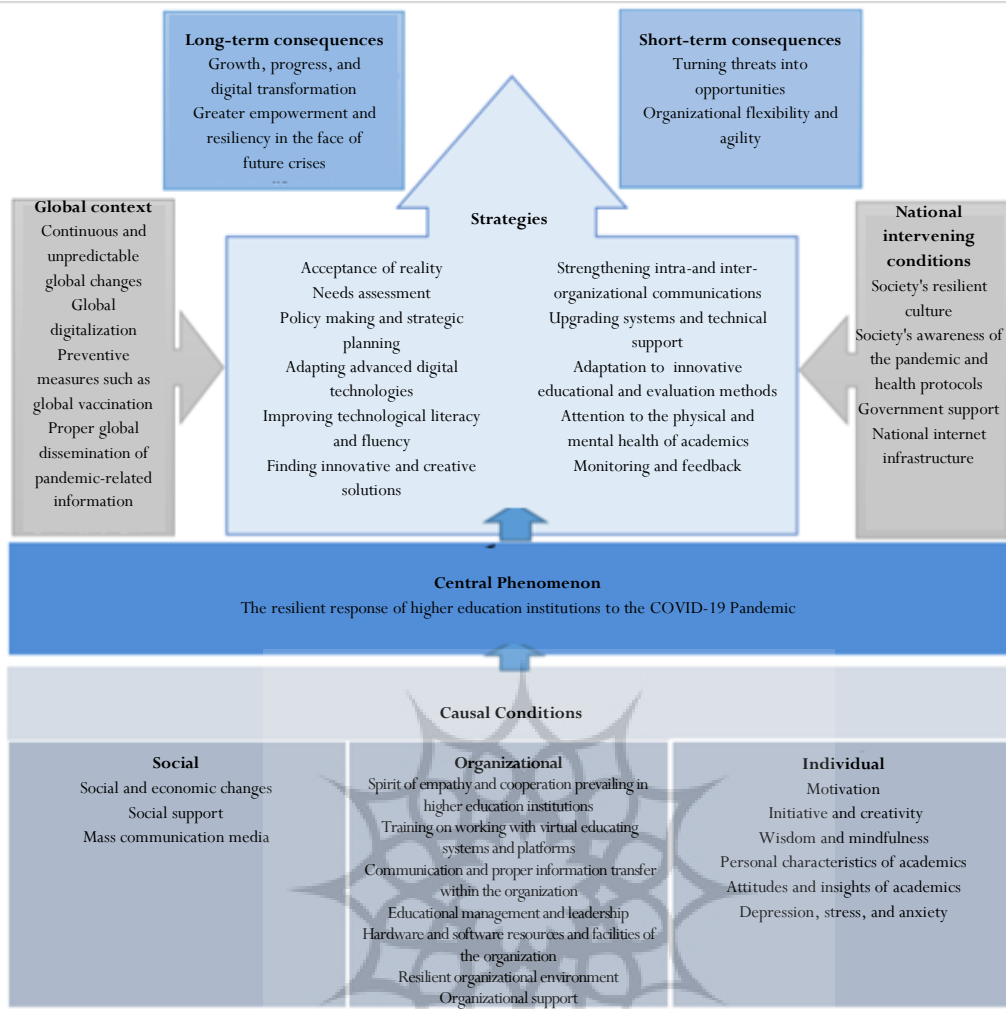 Long-term consequences
Growth, progress, and
digital transformation
Greater empowerment and
resiliency in the face of
future crises
Short-term consequences
Turning threats into
opportunities
Organizational flexibility and
agility
Global context
Continuous and
unpredictable
global changes
Global
digitalization
Preventive
measures such as
global vaccination
Proper global
dissemination of
pandemic-related
information
Strategies
Acceptance of reality
Needs assessment
Policy making and strategic
planning
Adapting advanced digital
technologies
Improving technological literacy
and fluency
Finding innovative and creative
solutions
Strengthening intra-and inter-
organizational communications
Upgrading systems and technical
support
Adaptation to innovative
educational and evaluation methods
Attention to the physical and
mental health of academics
Monitoring and feedback
National
intervening
conditions
Society's resilient
culture
Society's awareness of
the pandemic and
health protocols
Government support
National internet
infrastructure
Central Phenomenon
The resilient response of higher education institutions to the COVID-19 Pandemic
Causal Conditions
Social
Social and economic changes
Social support
Mass communication media
Organizational
Spirit of empathy and cooperation prevailing in
higher education institutions
Training on working with virtual educating
systems and platforms
Communication and proper information transfer
within the organization
Educational management and leadership
Hardware and software resources and facilities of
the organization
Resilient organizational environment
Organizational support
Individual
Motivation
Initiative and creativity
Wisdom and mindfulness
Personal characteristics of academics
Attitudes and insights of academics
Depression, stress, and anxiety